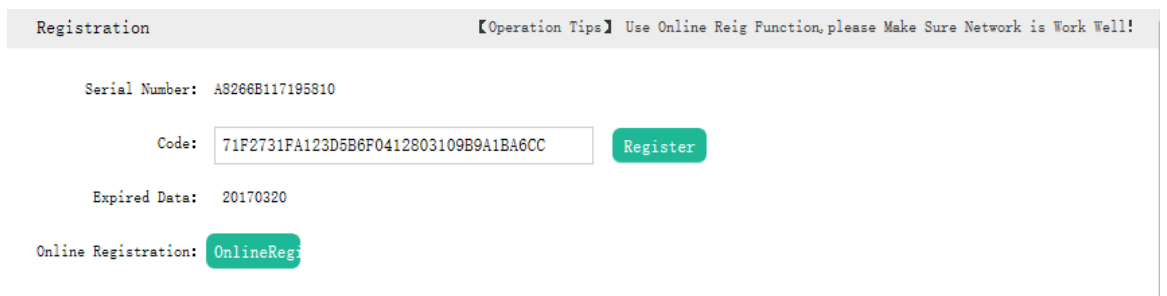 Registration 【Operation Tips】 Use Online Reig Function,please Make Sure Network is Work Well!
Serial Number: A8266B117195810
Code: 71F2731FA123D5B6F0412803109B9A1BA6CC Register
Expired Data: 20170320
Online Registration: OnlineRegi